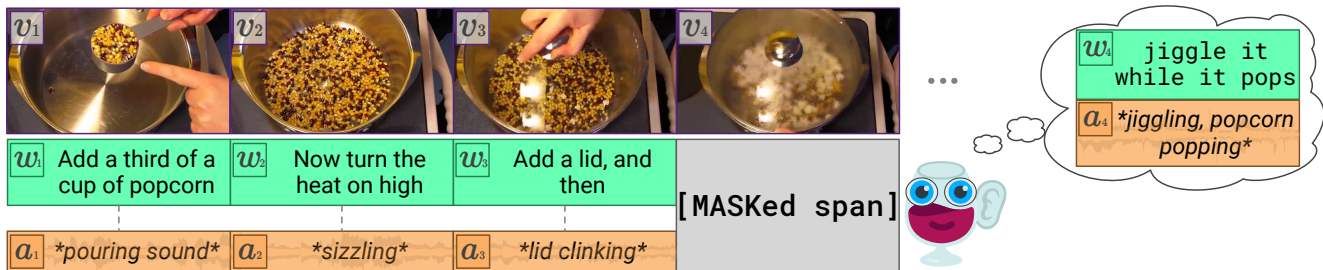 v₁ v₂ v₃ v₄
w₁ Add a third of a
cup of popcorn
w₂ Now turn the
heat on high
w₃ Add a lid, and
then
[MASKed span]
a₁ *pouring sound*
a₂ *sizzling*
a₃ *lid clinking*
...
w₄ jiggle it
while it pops
a₄ *jiggling, popcorn
popping*